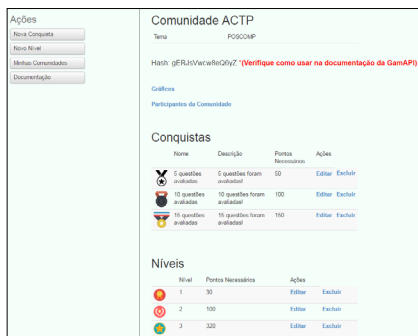 Ações
Nova Conquista
Novo Nível
Minhas Comunidades
Documentação
Comunidade ACTP
Tema POSCOMP
Hash: gERJsVwcw8eQ6yZ *(Verifique como usar na documentação da GamAPI)
Gráficos
Participantes da Comunidade
Conquistas
Nome Descrição Pontos Necessários Ações
5 questões avaliadas 5 questões foram avaliadas! 50 Editar Excluir
10 questões avaliadas 10 questões foram avaliadas! 100 Editar Excluir
15 questões avaliadas 15 questões foram avaliadas! 150 Editar Excluir
Níveis
Nível Pontos Necessários Ações
1 30 Editar Excluir
2 100 Editar Excluir
3 320 Editar Excluir